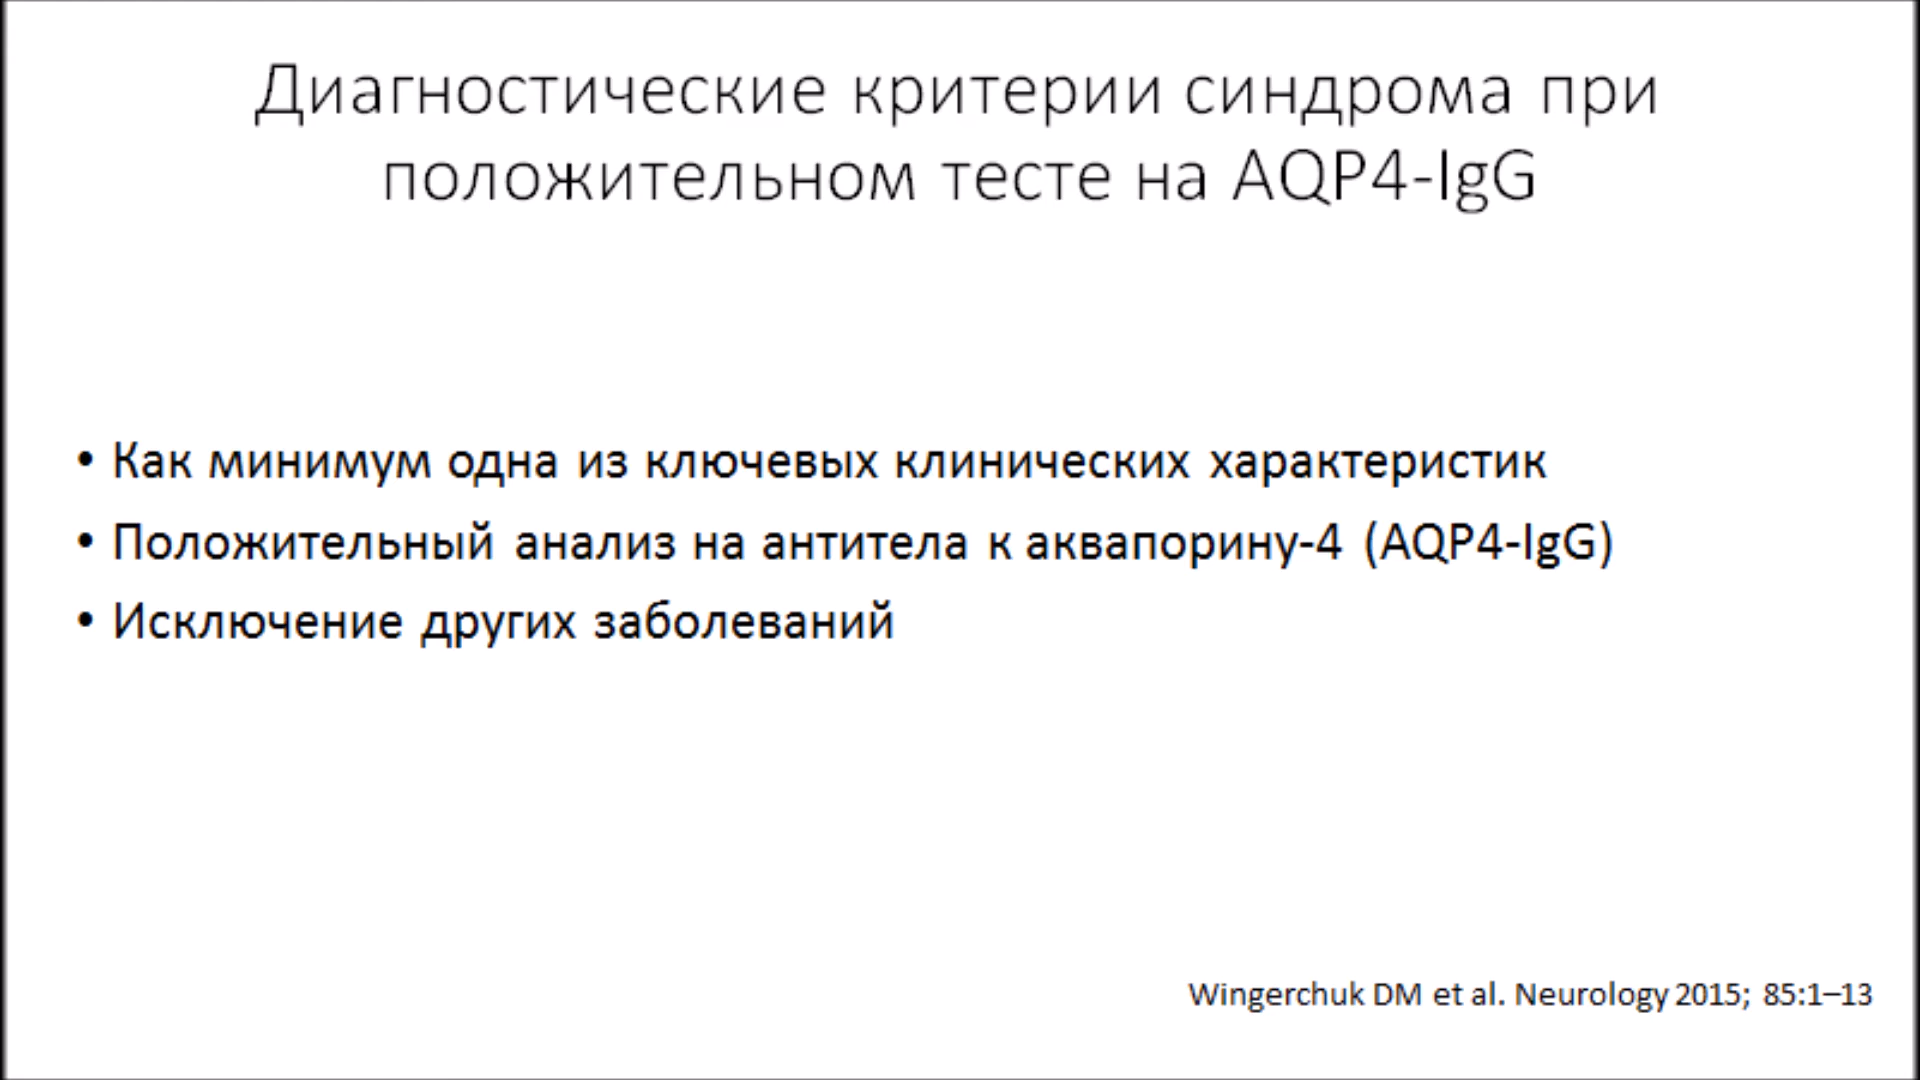 Диагностические критерии синдрома при
положительном тесте на AQP4-IgG
• Как минимум одна из ключевых клинических характеристик
• Положительный анализ на антитела к аквапорину-4 (AQP4-IgG)
• Исключение других заболеваний
Wingerchuk DM et al. Neurology 2015; 85:1–13